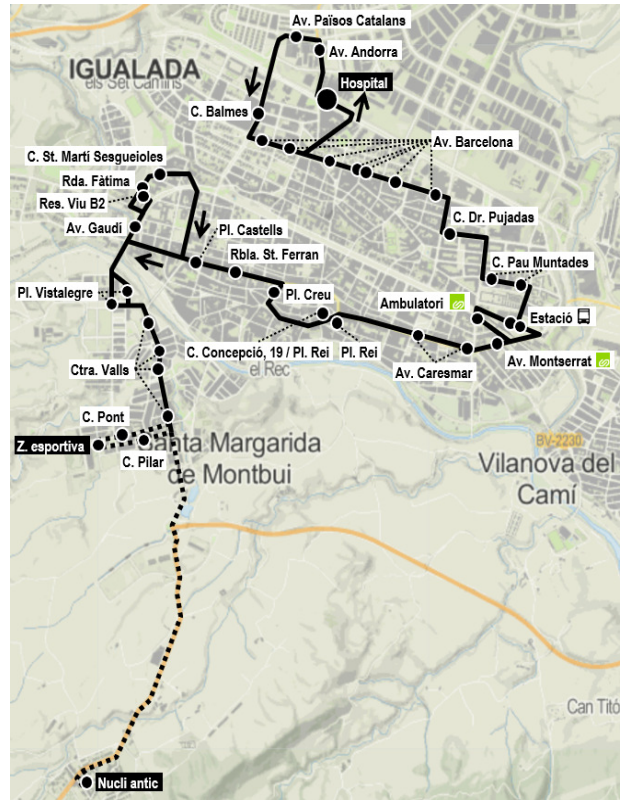 Av. Països Catalans
Av. Andorra
IGUALADA
els Set Camins
Hospital
C. Balmes
Av. Barcelona
C. St. Martí Sesgueioles
Rda. Fàtima
Res. Viu B2
Av. Gaudí
Pl. Castells
C. Dr. Pujadas
Rbla. St. Ferran
C. Pau Muntades
Pl. Vistalegre
Pl. Creu
Ambulatori
Estació
C. Concepció, 19 / Pl. Rei
Pl. Rei
Av. Montserrat
el Rec
Ctra. Valls
Av. Caresmar
C. Pont
Z. esportiva
C. Pilar
Santa Margarida
de Montbui
BV-2230
Vilanova del
Camí
Can Titó
Nucli antic